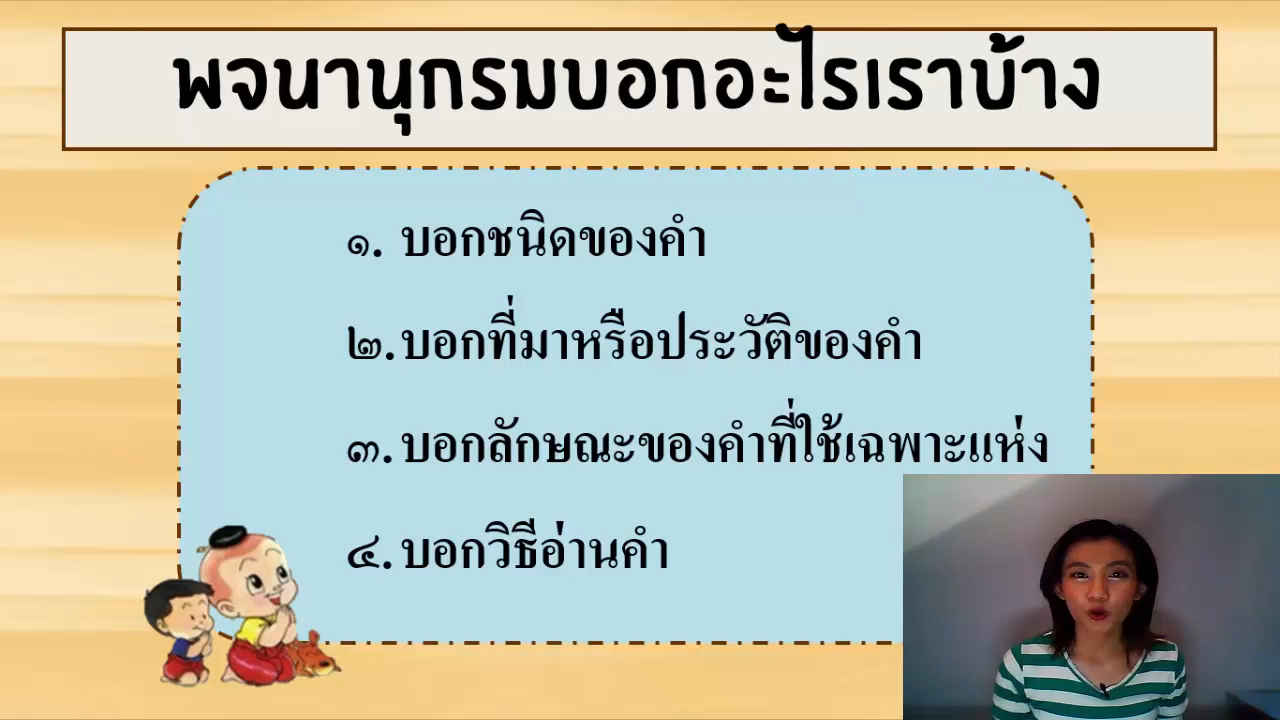 พจนานุกรมบอกอะไรเราบ้าง
๑. บอกชนิดของคำ
๒. บอกที่มาหรือประวัติของคำ
๓. บอกลักษณะของคำที่ใช้เฉพาะแห่ง
๔. บอกวิธีอ่านคำ